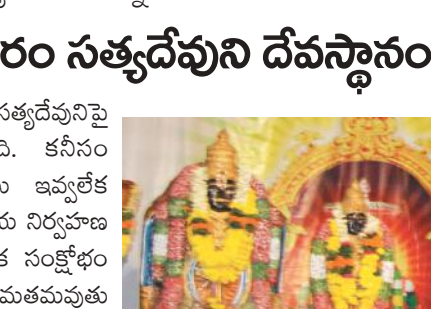 రం సత్యదేవుని దేవస్థానం
సత్యదేవునిపై
ది. కనీసం
ఇవ్వలేక
నిర్వహణ
క సంక్షోభం
మతమవుతు